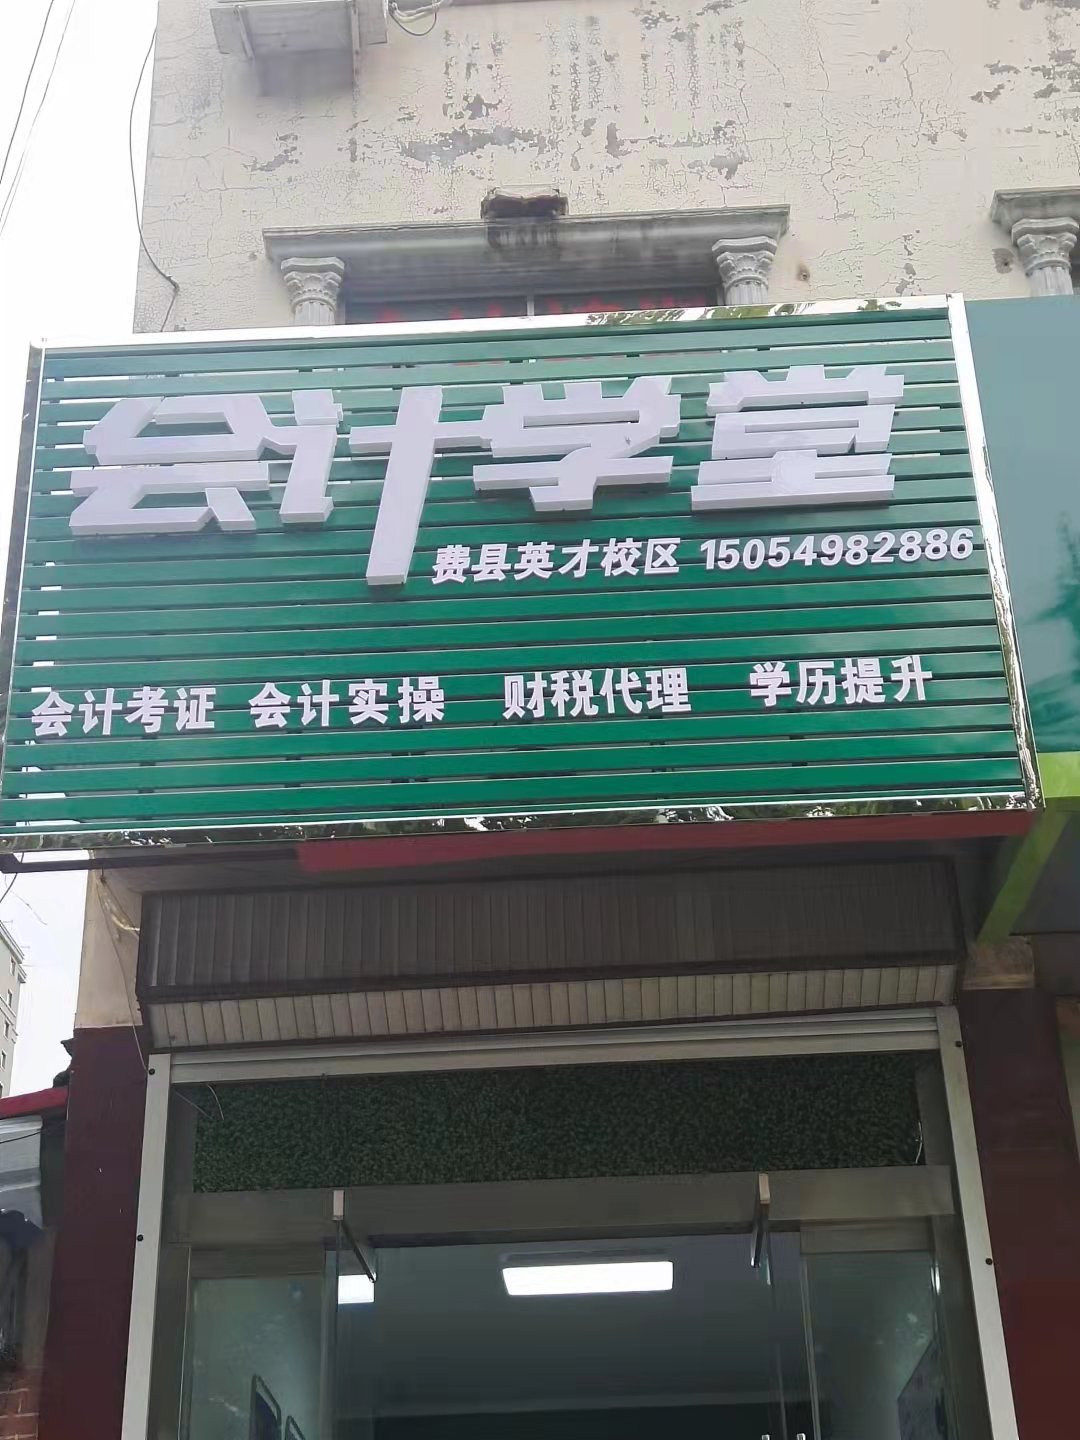 会计学堂
费县英才校区 15054982886
会计考证 会计实操 财税代理 学历提升